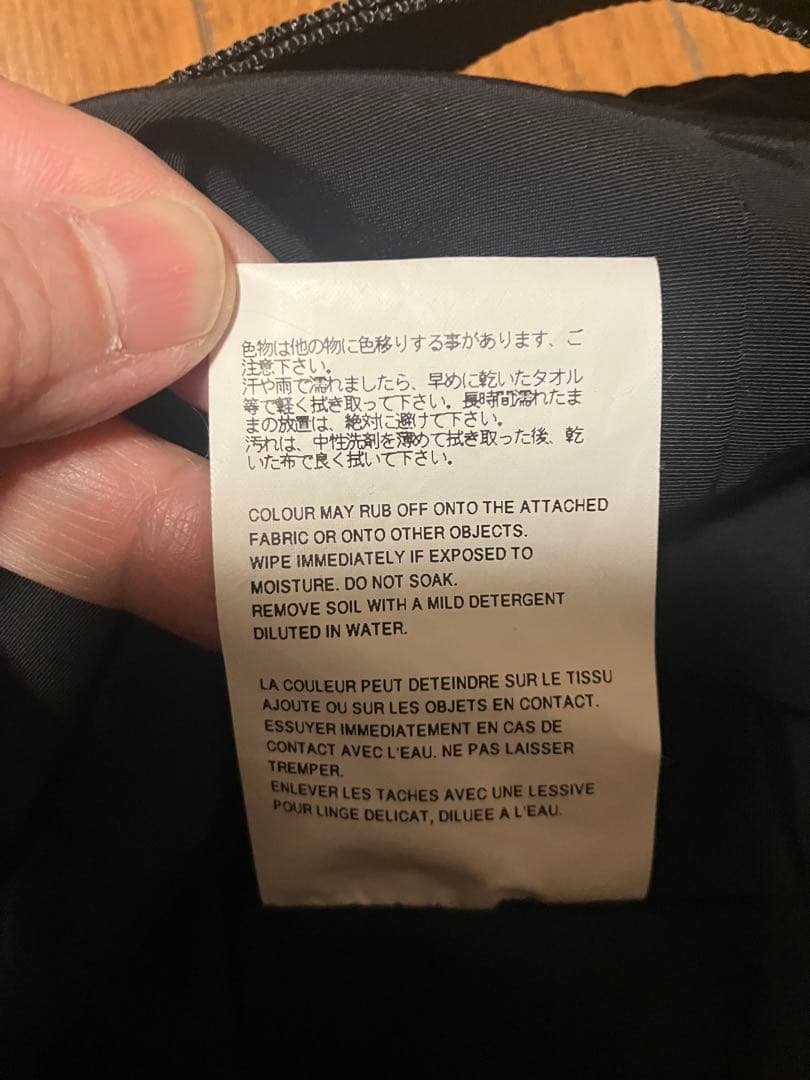 色物は他の物に色移りする事があります、ご
注意下さい。
汗や雨で濡れましたら、早めに乾いたタオル
等で軽く拭き取って下さい。長時間濡れたま
まの放置は、絶対に避けて下さい。
汚れは、中性洗剤を薄めて拭き取った後、乾
いた布で良く拭いて下さい。
COLOUR MAY RUB OFF ONTO THE ATTACHED
FABRIC OR ONTO OTHER OBJECTS.
WIPE IMMEDIATELY IF EXPOSED TO
MOISTURE. DO NOT SOAK.
REMOVE SOIL WITH A MILD DETERGENT
DILUTED IN WATER.
LA COULEUR PEUT DETEINDRE SUR LE TISSU
AJOUTE OU SUR LES OBJETS EN CONTACT.
ESSUYER IMMEDIATEMENT EN CAS DE
CONTACT AVEC L'EAU. NE PAS LAISSER
TREMPER.
ENLEVER LES TACHES AVEC UNE LESSIVE
POUR LINGE DELICAT, DILUEE A L'EAU.